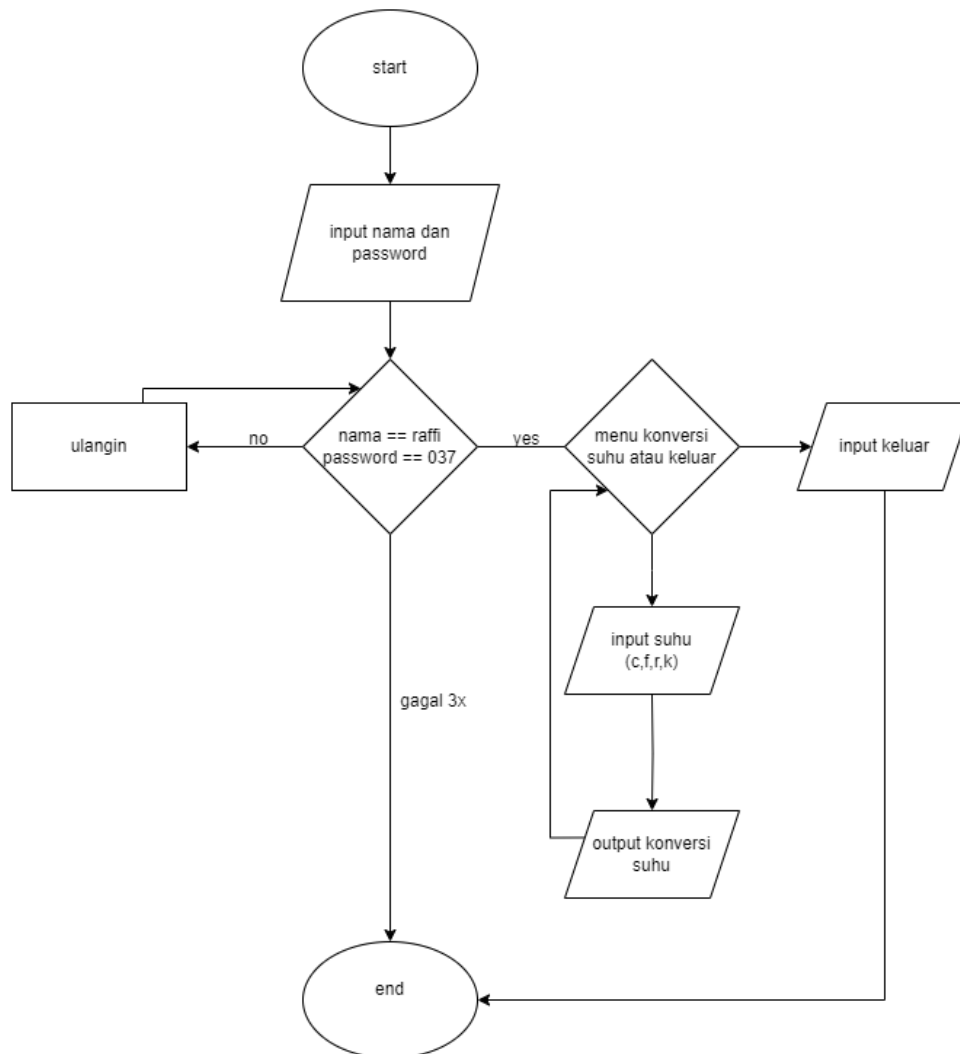 start
input nama dan
password
nama == raffi
password == 037
no
ulangin
yes
menu konversi
suhu atau keluar
input keluar
input suhu
(c,f,r,k)
output konversi
suhu
gagal 3x
end